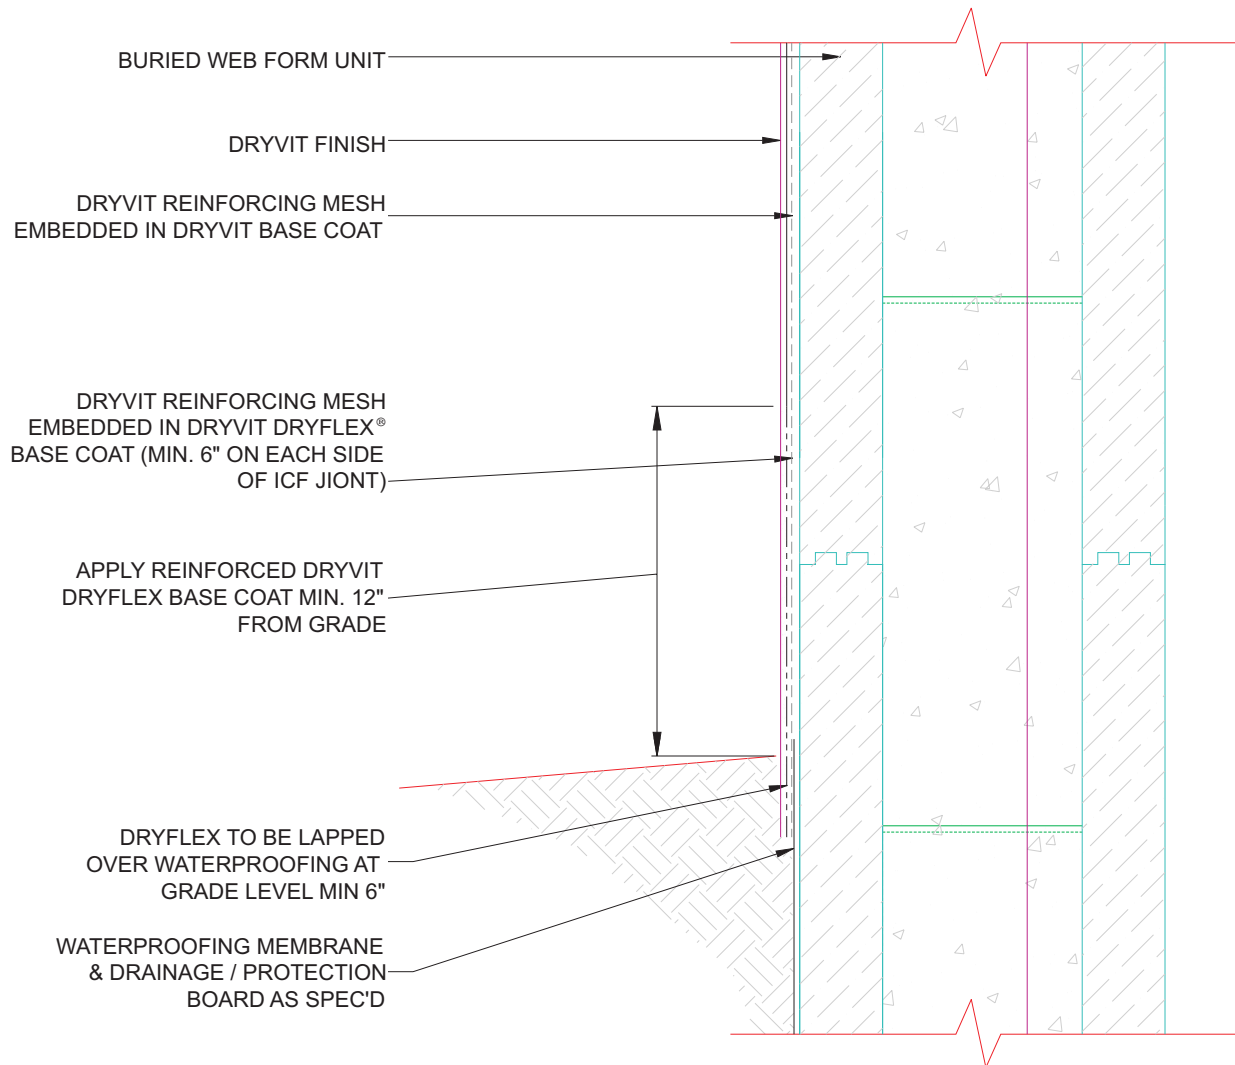 BURIED WEB FORM UNIT
DRYVIT FINISH
DRYVIT REINFORCING MESH
EMBEDDED IN DRYVIT BASE COAT
DRYVIT REINFORCING MESH
EMBEDDED IN DRYVIT DRYFLEX®
BASE COAT (MIN. 6" ON EACH SIDE
OF ICF JIONT)
APPLY REINFORCED DRYVIT
DRYFLEX BASE COAT MIN. 12"
FROM GRADE
DRYFLEX TO BE LAPPED
OVER WATERPROOFING AT
GRADE LEVEL MIN 6"
WATERPROOFING MEMBRANE
& DRAINAGE / PROTECTION
BOARD AS SPEC'D